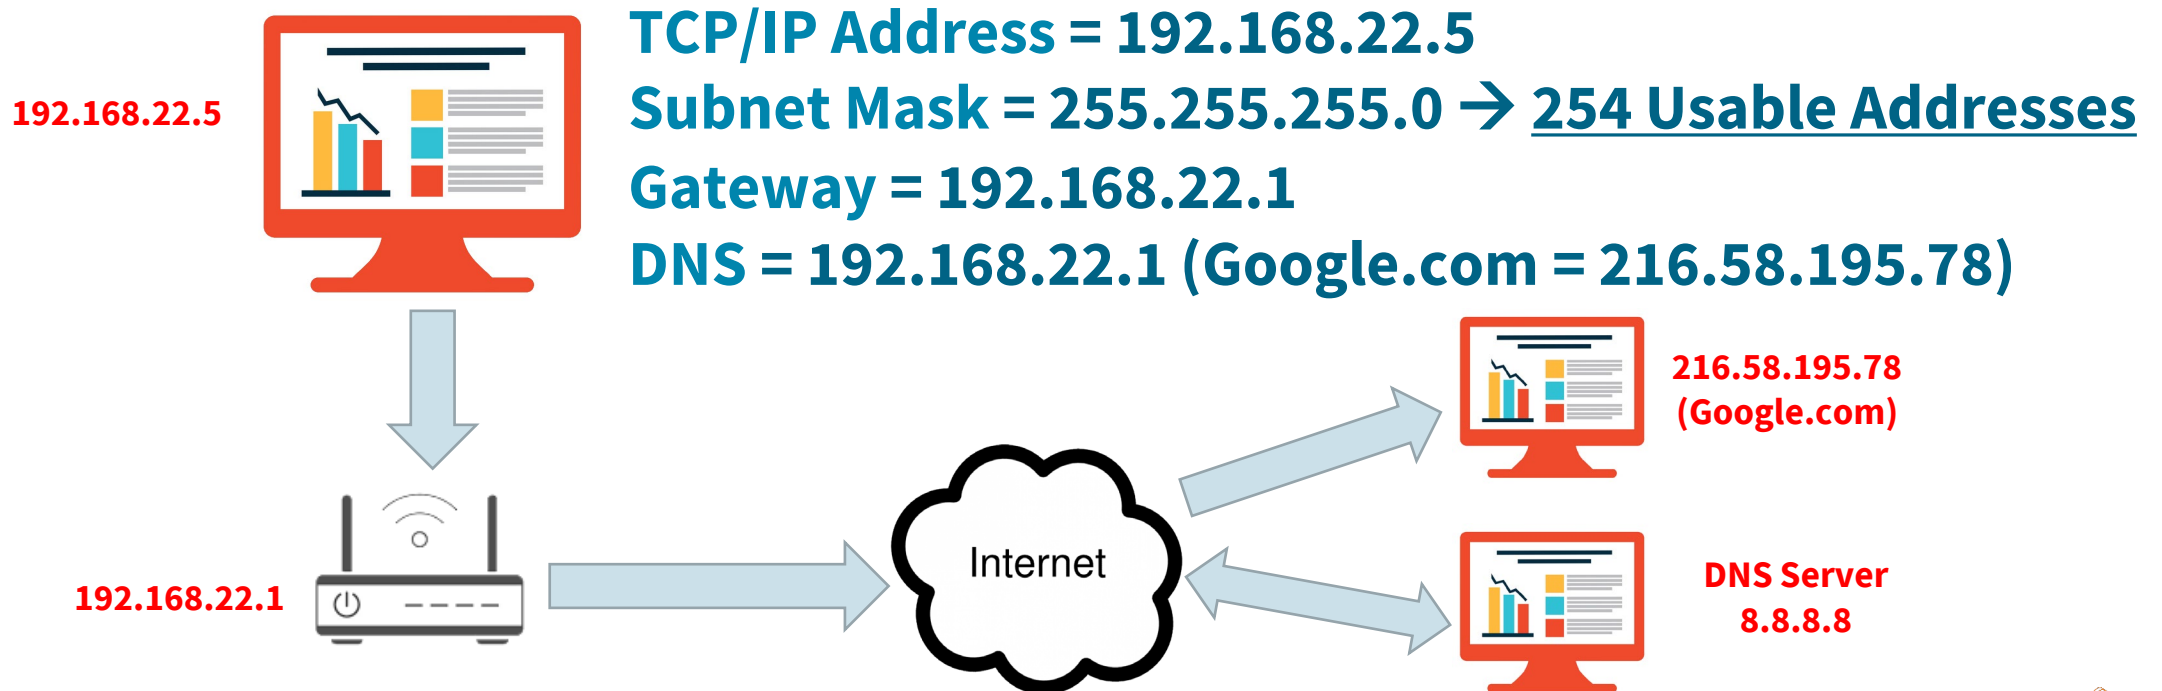 TCP/IP Address = 192.168.22.5
Subnet Mask = 255.255.255.0 → 254 Usable Addresses
Gateway = 192.168.22.1
DNS = 192.168.22.1 (Google.com = 216.58.195.78)
192.168.22.5
216.58.195.78
(Google.com)
Internet
DNS Server
8.8.8.8
192.168.22.1